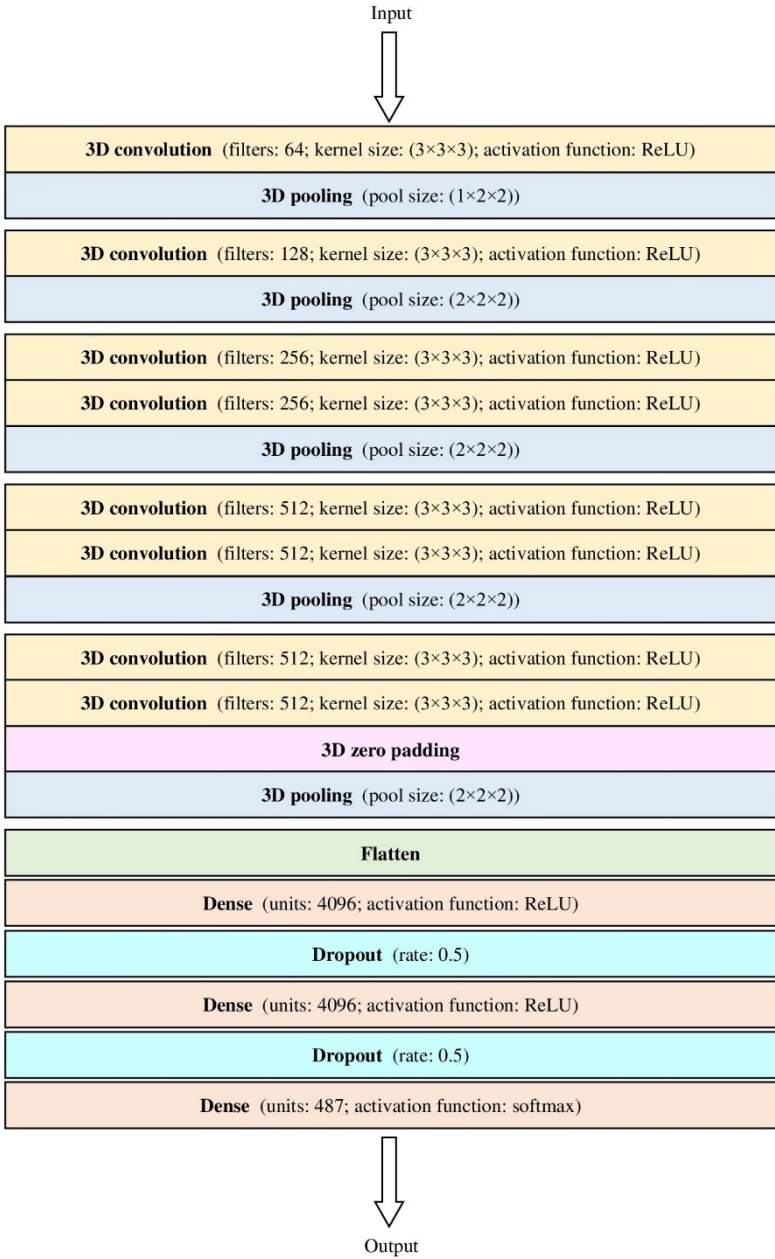 Input
3D convolution (filters: 64; kernel size: (3×3×3); activation function: ReLU)
3D pooling (pool size: (1×2×2))
3D convolution (filters: 128; kernel size: (3×3×3); activation function: ReLU)
3D pooling (pool size: (2×2×2))
3D convolution (filters: 256; kernel size: (3×3×3); activation function: ReLU)
3D convolution (filters: 256; kernel size: (3×3×3); activation function: ReLU)
3D pooling (pool size: (2×2×2))
3D convolution (filters: 512; kernel size: (3×3×3); activation function: ReLU)
3D convolution (filters: 512; kernel size: (3×3×3); activation function: ReLU)
3D pooling (pool size: (2×2×2))
3D convolution (filters: 512; kernel size: (3×3×3); activation function: ReLU)
3D convolution (filters: 512; kernel size: (3×3×3); activation function: ReLU)
3D zero padding
3D pooling (pool size: (2×2×2))
Flatten
Dense (units: 4096; activation function: ReLU)
Dropout (rate: 0.5)
Dense (units: 4096; activation function: ReLU)
Dropout (rate: 0.5)
Dense (units: 487; activation function: softmax)
Output